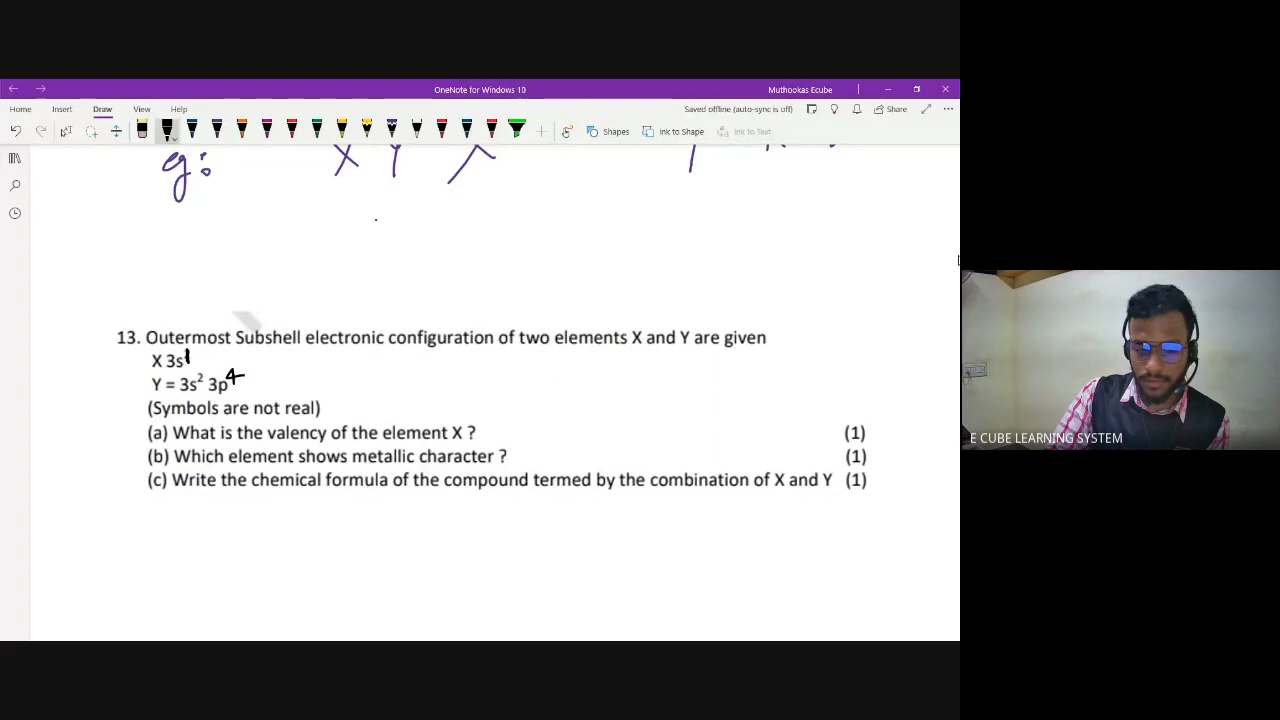 OneNote for Windows 10
Muthookas Ecube
Home Insert Draw View Help
Saved offline (auto-sync is off)
Share
Shapes
Ink to Shape
Ink to Text
g:
X Y
13. Outermost Subshell electronic configuration of two elements X and Y are given
X 3s¹
Y = 3s² 3p⁴
(Symbols are not real)
(a) What is the valency of the element X ? (1)
(b) Which element shows metallic character ? (1)
(c) Write the chemical formula of the compound termed by the combination of X and Y (1)
E CUBE LEARNING SYSTEM